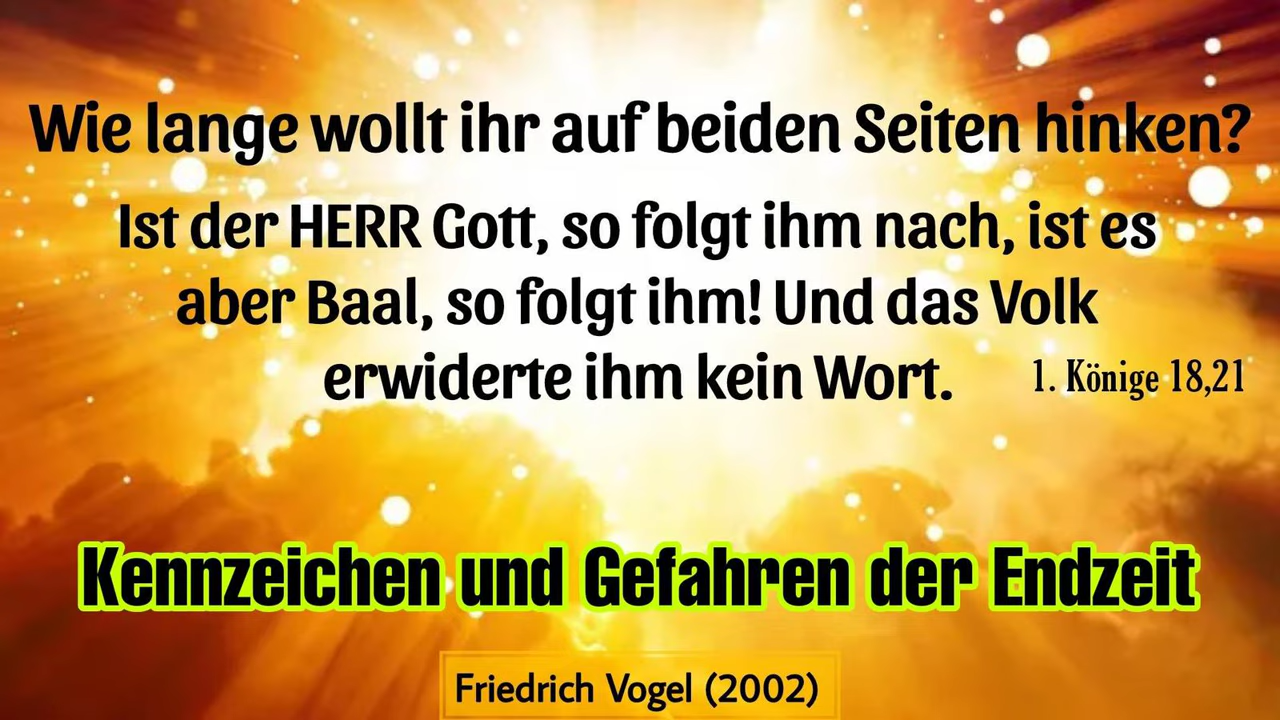 Wie lange wollt ihr auf beiden Seiten hinken?
Ist der HERR Gott, so folgt ihm nach, ist es
aber Baal, so folgt ihm! Und das Volk
erwiderte ihm kein Wort. 1. Könige 18,21
Kennzeichen und Gefahren der Endzeit
Friedrich Vogel (2002)